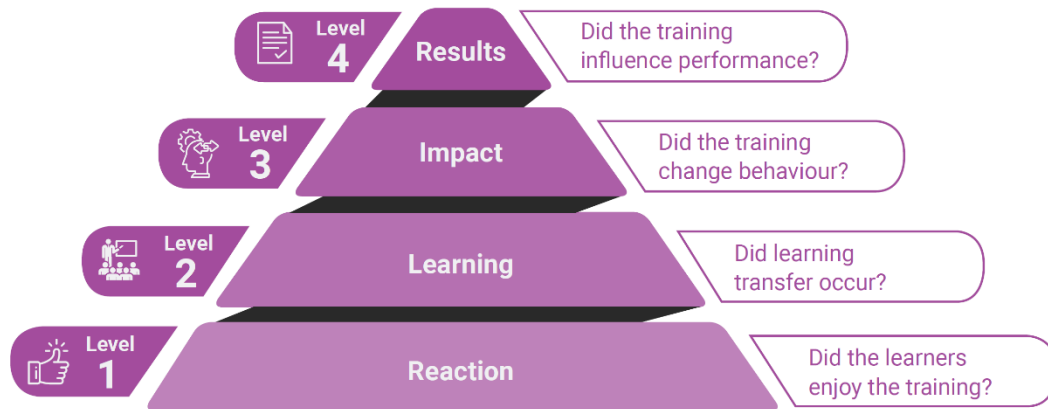 Level
4
Results
Did the training
influence performance?
Level
3
Impact
Did the training
change behaviour?
Level
2
Learning
Did learning
transfer occur?
Level
1
Reaction
Did the learners
enjoy the training?